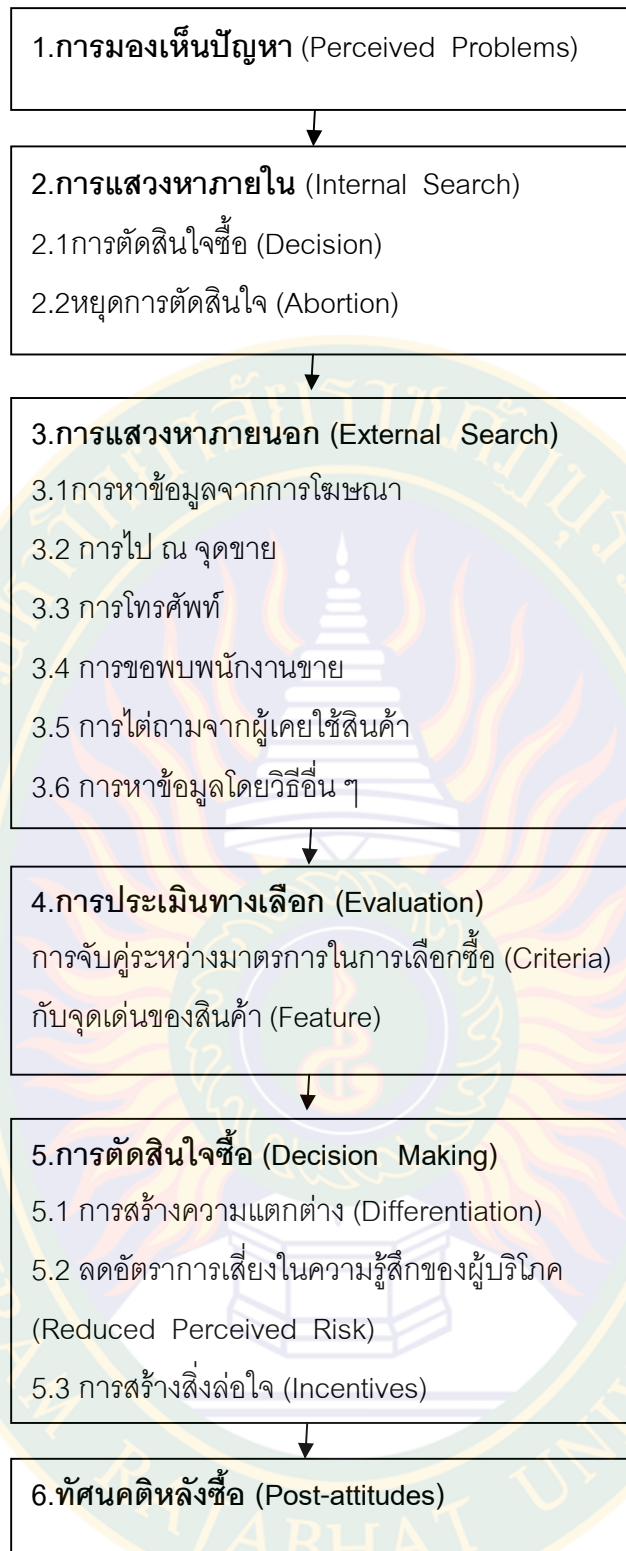 1.การมองเห็นปัญหา (Perceived Problems)
2.การแสวงหาภายใน (Internal Search)
2.1การตัดสินใจซื้อ (Decision)
2.2หยุดการตัดสินใจ (Abortion)
3.การแสวงหาภายนอก (External Search)
3.1การหาข้อมูลจากการโฆษณา
3.2 การไป ณ จุดขาย
3.3 การโทรศัพท์
3.4 การขอพบพนักงานขาย
3.5 การไต่ถามจากผู้เคยใช้สินค้า
3.6 การหาข้อมูลโดยวิธีอื่น ๆ
4.การประเมินทางเลือก (Evaluation)
การจับคู่ระหว่างมาตรการในการเลือกซื้อ (Criteria)
กับจุดเด่นของสินค้า (Feature)
5.การตัดสินใจซื้อ (Decision Making)
5.1 การสร้างความแตกต่าง (Differentiation)
5.2 ลดอัตราการเสี่ยงในความรู้สึกของผู้บริโภค
(Reduced Perceived Risk)
5.3 การสร้างสิ่งล่อใจ (Incentives)
6.ทัศนคติหลังซื้อ (Post-attitudes)